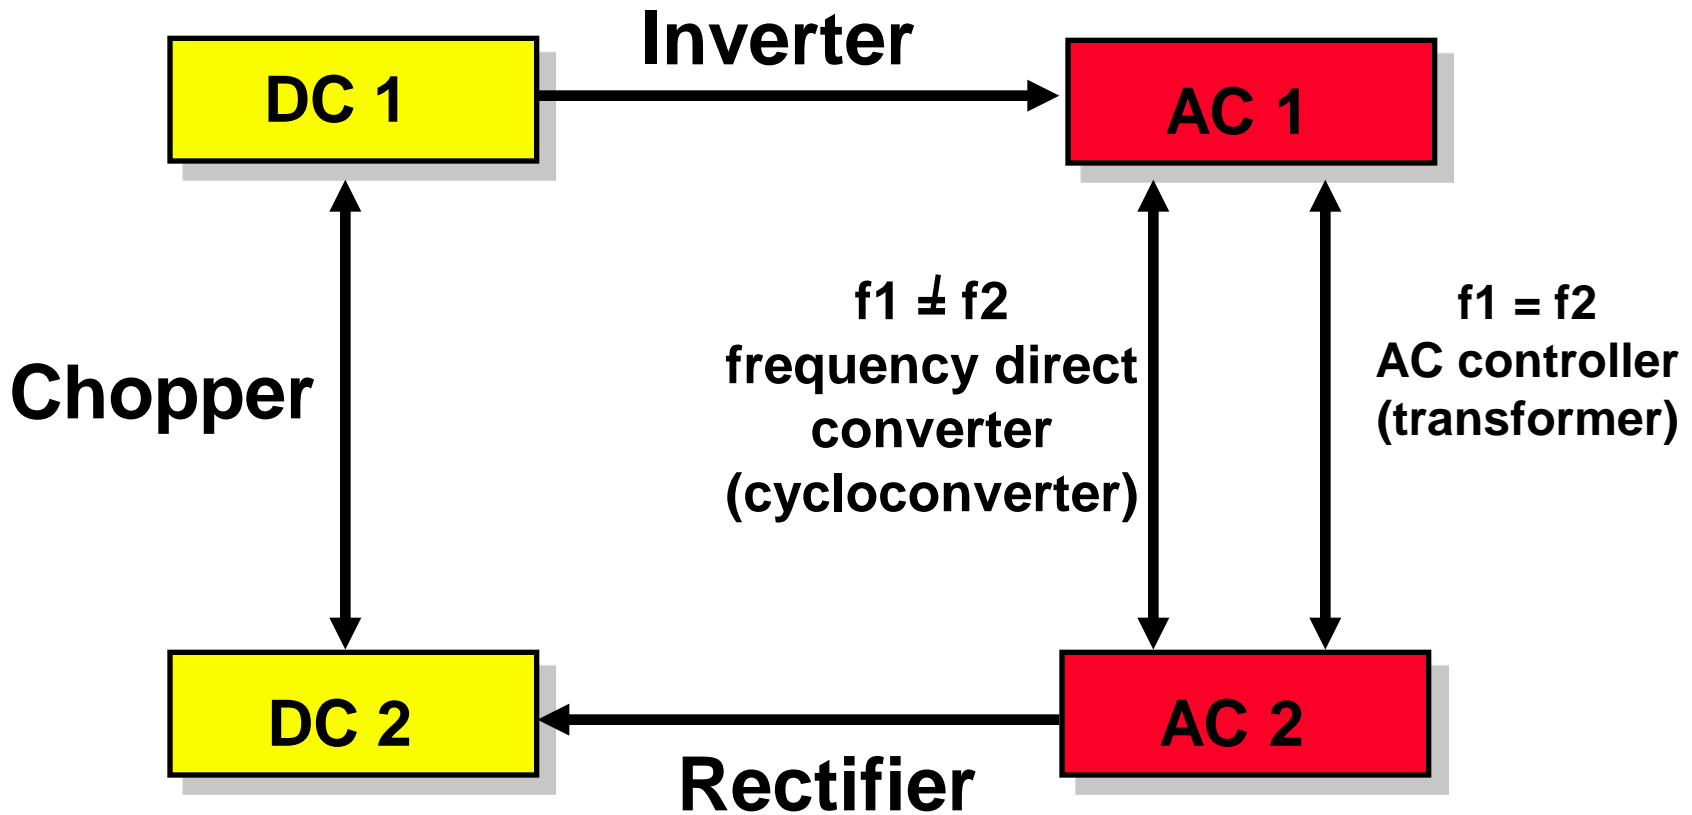 Inverter
DC 1
AC 1
f1 ≠ f2
frequency direct
converter
(cycloconverter)
f1 = f2
AC controller
(transformer)
Chopper
DC 2
AC 2
Rectifier